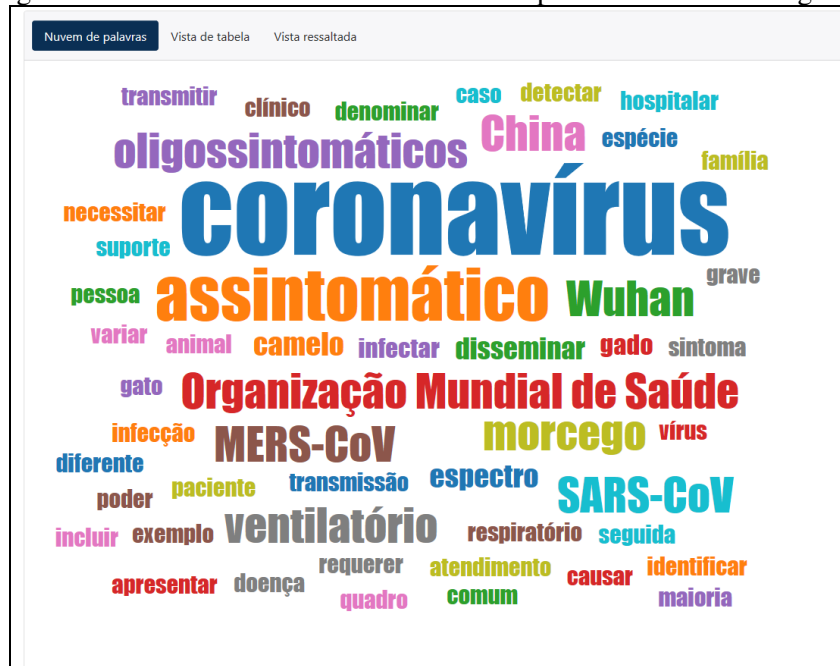 Nuvem de palavras Vista de tabela Vista ressaltada
transmitir clínico denominar caso detectar hospitalar
oligossintomáticos China espécie
família
necessitar coronavírus
suporte
pessoa assintomático Wuhan grave
variar animal camelo infectar disseminar gado sintoma
gato Organização Mundial de Saúde
infecção MERS-CoV morcego vírus
diferente
poder paciente transmissão espectro SARS-CoV
incluir exemplo ventilatório respiratório seguida
apresentar doença requerer atendimento causar identificar
quadro comum maioria